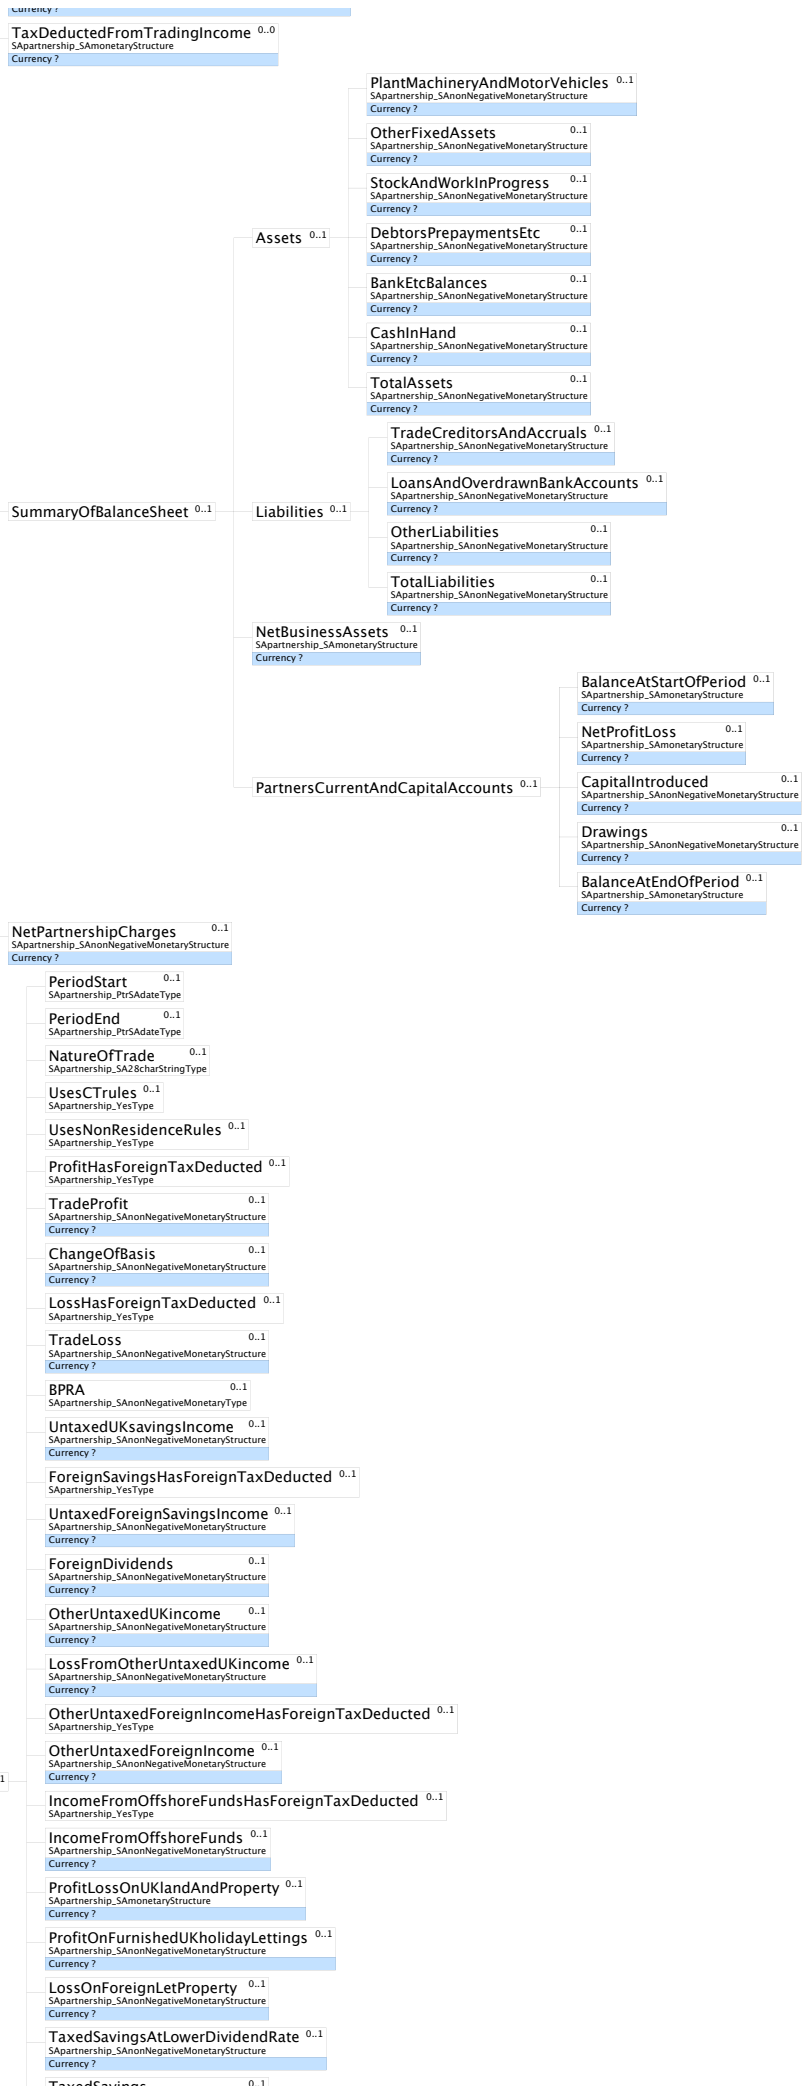 Currency ?
TaxDeductedFromTradingIncome 0..0
SApartnership_SAmonetaryStructure
Currency ?
PlantMachineryAndMotorVehicles 0..1
SApartnership_SAnonNegativeMonetaryStructure
Currency ?
OtherFixedAssets 0..1
SApartnership_SAnonNegativeMonetaryStructure
Currency ?
StockAndWorkInProgress 0..1
SApartnership_SAnonNegativeMonetaryStructure
Currency ?
Assets 0..1
DebtorsPrepaymentsEtc 0..1
SApartnership_SAnonNegativeMonetaryStructure
Currency ?
BankEtcBalances 0..1
SApartnership_SAnonNegativeMonetaryStructure
Currency ?
CashInHand 0..1
SApartnership_SAnonNegativeMonetaryStructure
Currency ?
TotalAssets 0..1
SApartnership_SAnonNegativeMonetaryStructure
Currency ?
TradeCreditorsAndAccruals 0..1
SApartnership_SAnonNegativeMonetaryStructure
Currency ?
LoansAndOverdrawnBankAccounts 0..1
SApartnership_SAnonNegativeMonetaryStructure
Currency ?
SummaryOfBalanceSheet 0..1
Liabilities 0..1
OtherLiabilities 0..1
SApartnership_SAnonNegativeMonetaryStructure
Currency ?
TotalLiabilities 0..1
SApartnership_SAnonNegativeMonetaryStructure
Currency ?
NetBusinessAssets 0..1
SApartnership_SAmonetaryStructure
Currency ?
BalanceAtStartOfPeriod 0..1
SApartnership_SAmonetaryStructure
Currency ?
NetProfitLoss 0..1
SApartnership_SAmonetaryStructure
Currency ?
PartnersCurrentAndCapitalAccounts 0..1
CapitalIntroduced 0..1
SApartnership_SAnonNegativeMonetaryStructure
Currency ?
Drawings 0..1
SApartnership_SAnonNegativeMonetaryStructure
Currency ?
BalanceAtEndOfPeriod 0..1
SApartnership_SAmonetaryStructure
Currency ?
NetPartnershipCharges 0..1
SApartnership_SAnonNegativeMonetaryStructure
Currency ?
PeriodStart 0..1
SApartnership_PtrSAdateType
PeriodEnd 0..1
SApartnership_PtrSAdateType
NatureOfTrade 0..1
SApartnership_SA28charStringType
UsesCTrules 0..1
SApartnership_YesType
UsesNonResidenceRules 0..1
SApartnership_YesType
ProfitHasForeignTaxDeducted 0..1
SApartnership_YesType
TradeProfit 0..1
SApartnership_SAnonNegativeMonetaryStructure
Currency ?
ChangeOfBasis 0..1
SApartnership_SAnonNegativeMonetaryStructure
Currency ?
LossHasForeignTaxDeducted 0..1
SApartnership_YesType
TradeLoss 0..1
SApartnership_SAnonNegativeMonetaryStructure
Currency ?
BPRA 0..1
SApartnership_SAnonNegativeMonetaryType
UntaxedUKsavingsIncome 0..1
SApartnership_SAnonNegativeMonetaryStructure
Currency ?
ForeignSavingsHasForeignTaxDeducted 0..1
SApartnership_YesType
UntaxedForeignSavingsIncome 0..1
SApartnership_SAnonNegativeMonetaryStructure
Currency ?
ForeignDividends 0..1
SApartnership_SAnonNegativeMonetaryStructure
Currency ?
OtherUntaxedUKincome 0..1
SApartnership_SAnonNegativeMonetaryStructure
Currency ?
LossFromOtherUntaxedUKincome 0..1
SApartnership_SAnonNegativeMonetaryStructure
Currency ?
OtherUntaxedForeignIncomeHasForeignTaxDeducted 0..1
SApartnership_YesType
OtherUntaxedForeignIncome 0..1
SApartnership_SAnonNegativeMonetaryStructure
Currency ?
1
IncomeFromOffshoreFundsHasForeignTaxDeducted 0..1
SApartnership_YesType
IncomeFromOffshoreFunds 0..1
SApartnership_SAnonNegativeMonetaryStructure
Currency ?
ProfitLossOnUKlandAndProperty 0..1
SApartnership_SAmonetaryStructure
Currency ?
ProfitOnFurnishedUKholidayLettings 0..1
SApartnership_SAnonNegativeMonetaryStructure
Currency ?
LossOnForeignLetProperty 0..1
SApartnership_SAnonNegativeMonetaryStructure
Currency ?
TaxedSavingsAtLowerDividendRate 0..1
SApartnership_SAnonNegativeMonetaryStructure
Currency ?
TaxedSavings 0..1